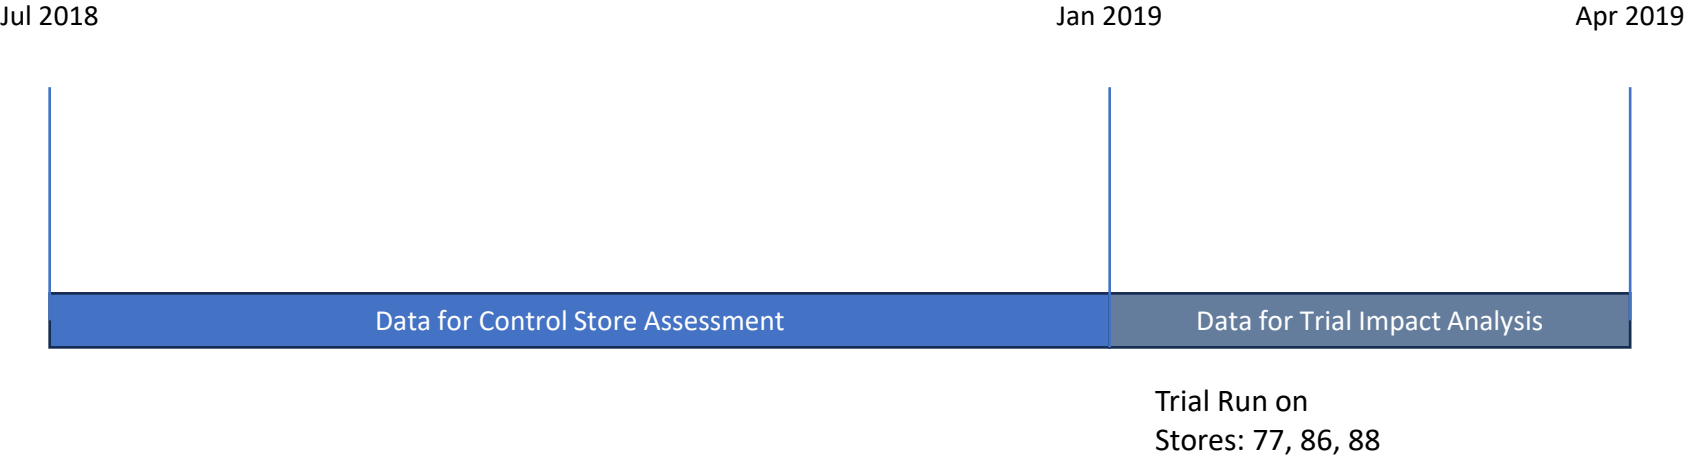 Jul 2018
Jan 2019
Apr 2019
Data for Control Store Assessment
Data for Trial Impact Analysis
Trial Run on
Stores: 77, 86, 88